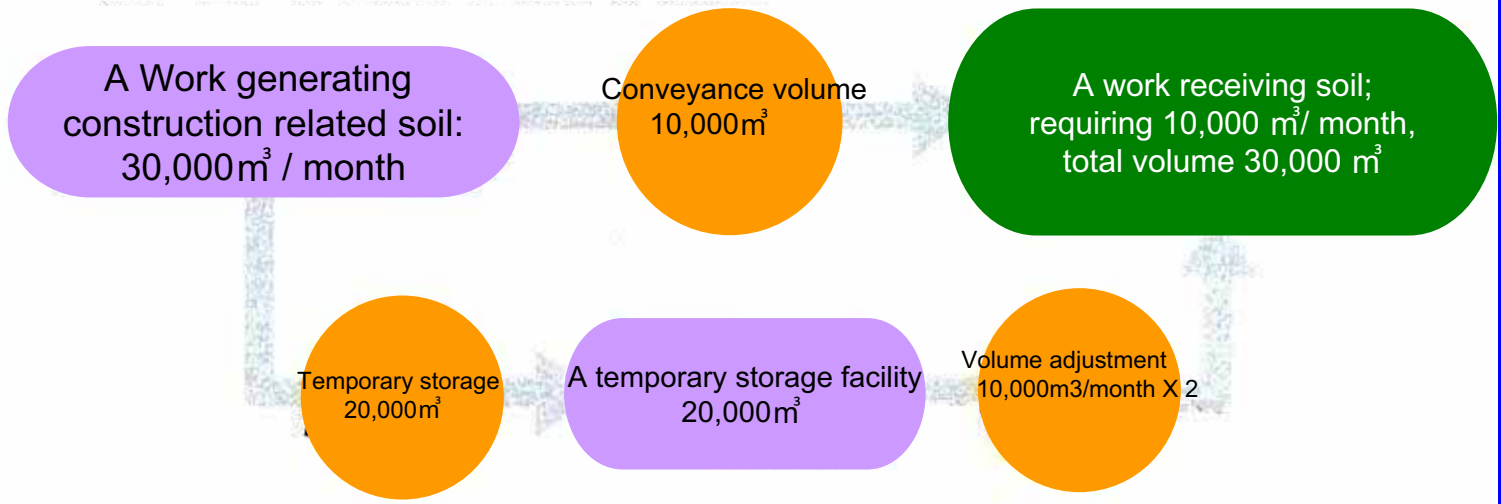 A Work generating
construction related soil:
30,000㎥ / month
Conveyance volume
10,000㎥
A work receiving soil;
requiring 10,000 ㎥/ month,
total volume 30,000 ㎥
Temporary storage
20,000㎥
A temporary storage facility
20,000㎥
Volume adjustment
10,000m3/month X 2